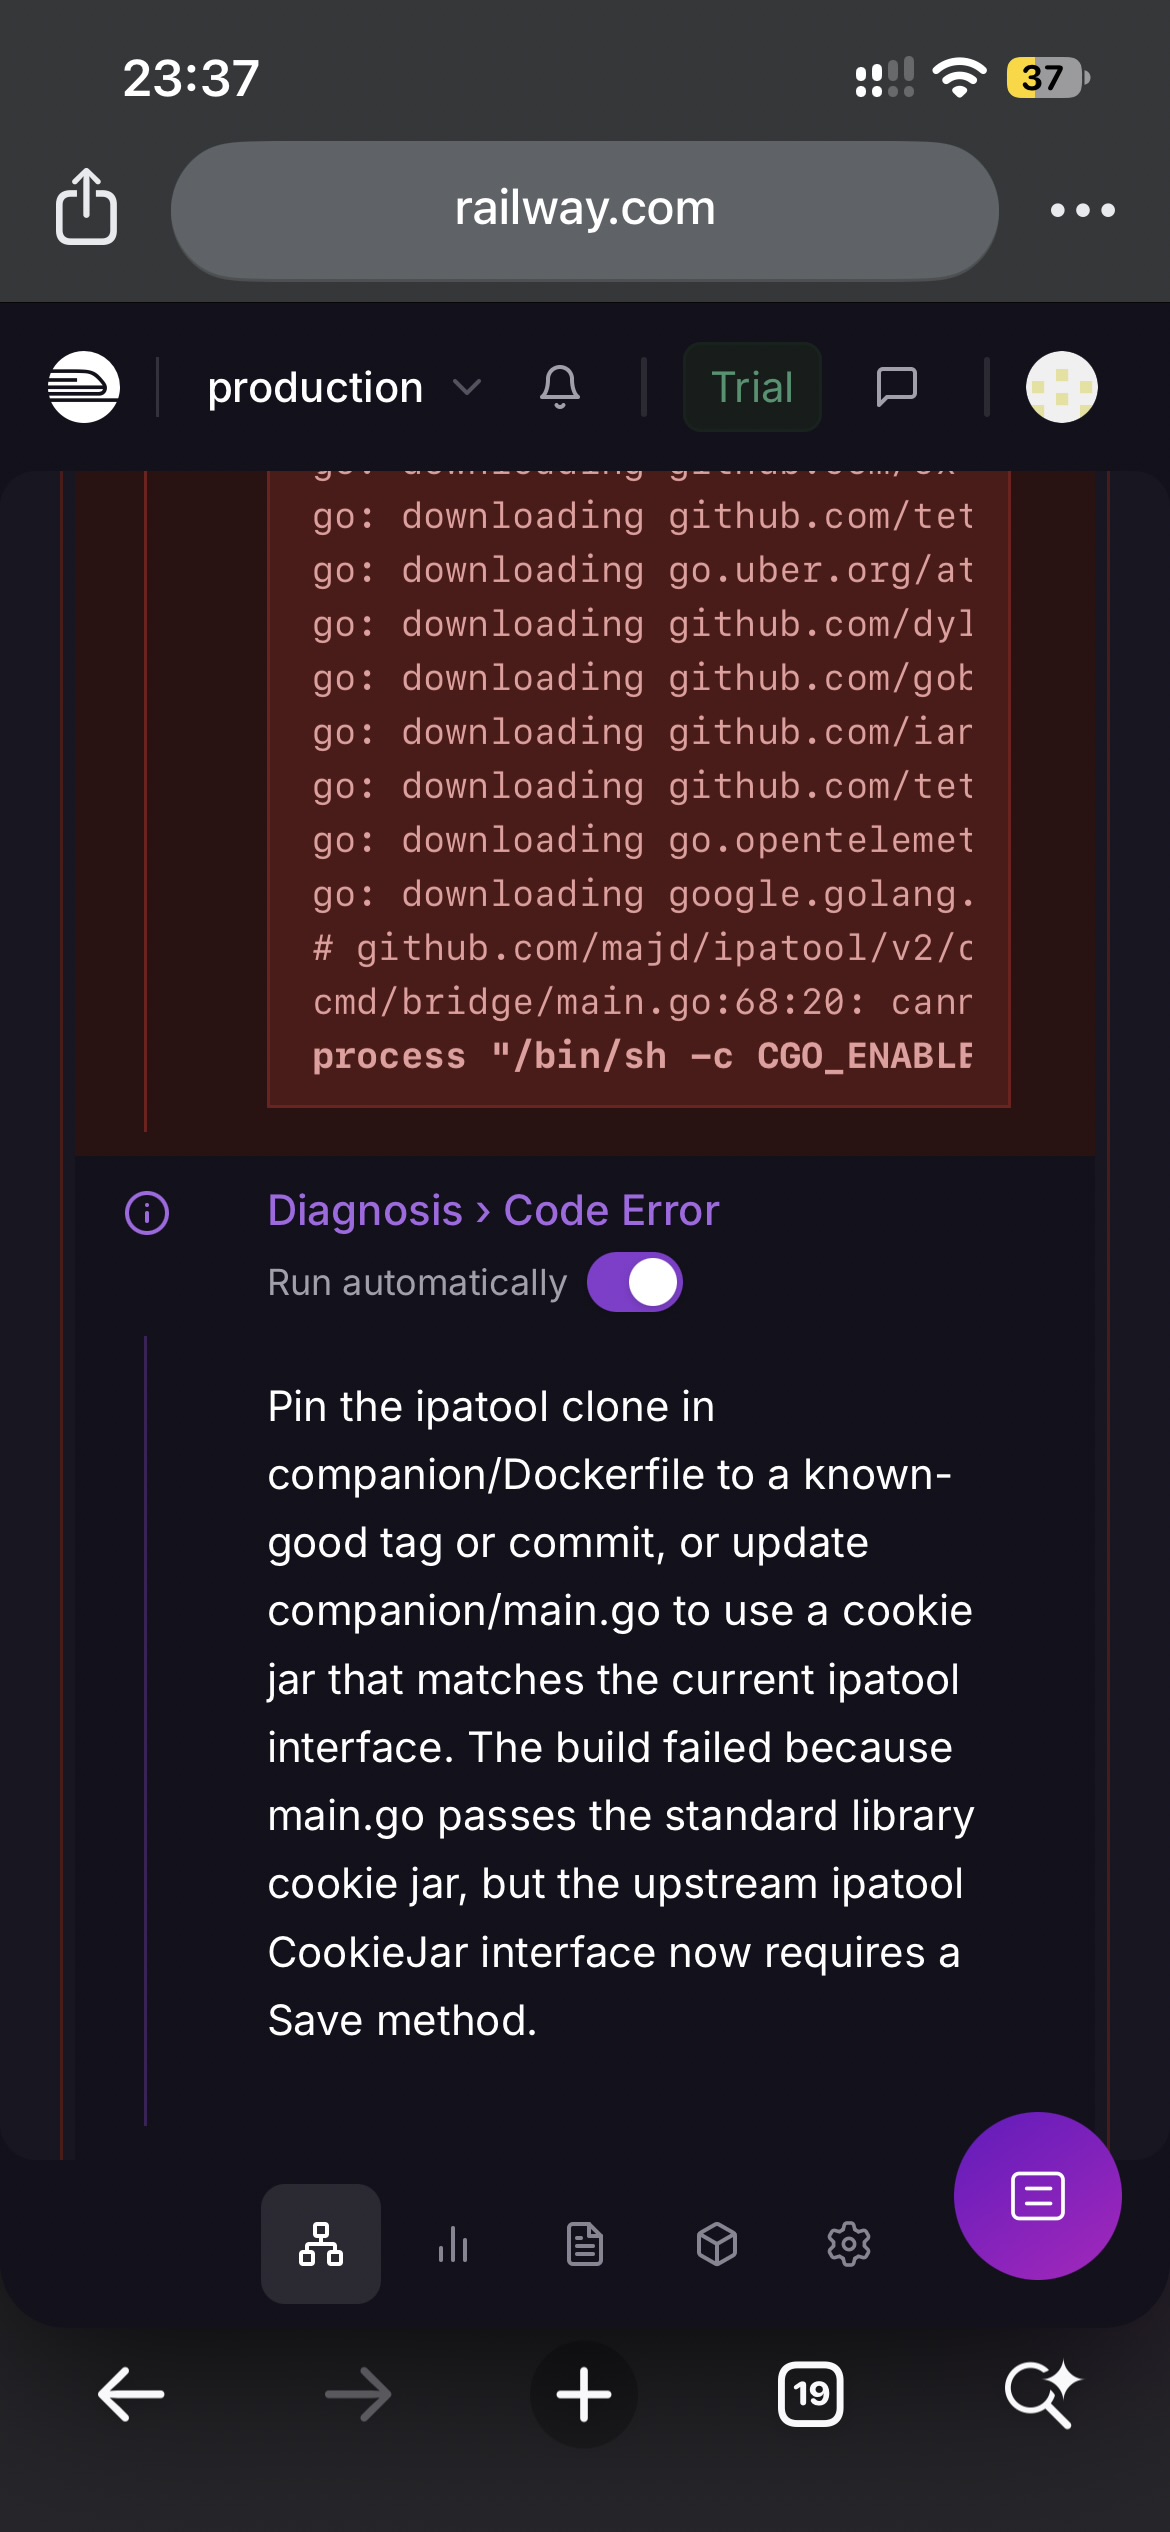 23:37
37
railway.com
production
Trial
go: downloading
go: downloading github.com/tet
go: downloading go.uber.org/at
go: downloading github.com/dyl
go: downloading github.com/gob
go: downloading github.com/iar
go: downloading github.com/tet
go: downloading go.opentelemet
go: downloading google.golang.
# github.com/majd/ipatool/v2/c
cmd/bridge/main.go:68:20: canr
process "/bin/sh -c CGO_ENABLE
Diagnosis › Code Error
Run automatically
Pin the ipatool clone in
companion/Dockerfile to a known-
good tag or commit, or update
companion/main.go to use a cookie
jar that matches the current ipatool
interface. The build failed because
main.go passes the standard library
cookie jar, but the upstream ipatool
CookieJar interface now requires a
Save method.
19